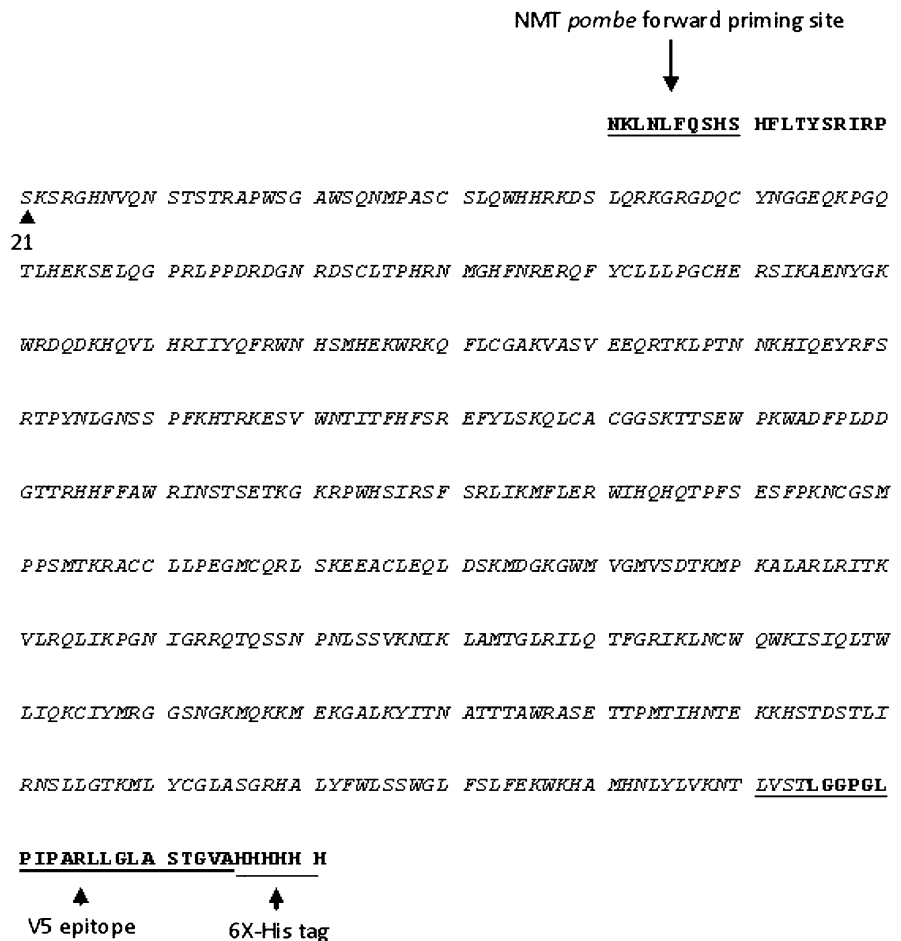 NMT pombe forward priming site
NKLNLFQSHS HFLTYSRIRP
SKSRGHNVQN STSTRAPWSG AWSQNMPASC SLQWHHRKDS LQRKGRGDQC YNGGEQKPGQ
21
TLHEKSELQG PRLPPDRDGN RDSCLTPHRN MGHFNRERQF YCLLLPGCHE RSIKAENYGK
WRDQDKHQVL HRIIYQFRWN HSMHEKWRKQ FLCGAKVASV EEQRTKLPTN NKHIQEYRFS
RTPYNLGNSS PFKHTRKESV WNTITFHFSR EFYLSKQLCA CGGSKTTSEW PKWADFPLDD
GTTRHHFFAW RINSTSETKG KRPWHSIRSF SRLIKMFLER WIHQHQTPFS ESFPKNCGSM
PPSMTKRACC LLPEGMCQRL SKEEACLEQL DSKMDGKGWM VGMVSDTKMP KALARLRITK
VLRQLIKPGN IGRRQTQSSN PNLSSVKNIK LAMTGLRILQ TFGRIKLNCW QWKISIQLTW
LIQKCIYMRG GSNGKMQKKM EKGALKYITN ATTTAWRASE TTPMTIHNTE KKHSTDSTLI
RNSLLGTKML YCGLASGRHA LYFWLSSWGL FSLFEKWKHA MHNLYLVKNT LVSTLGGPGL
PIPARLLGLA STGVAHHHHH H
V5 epitope 6X-His tag